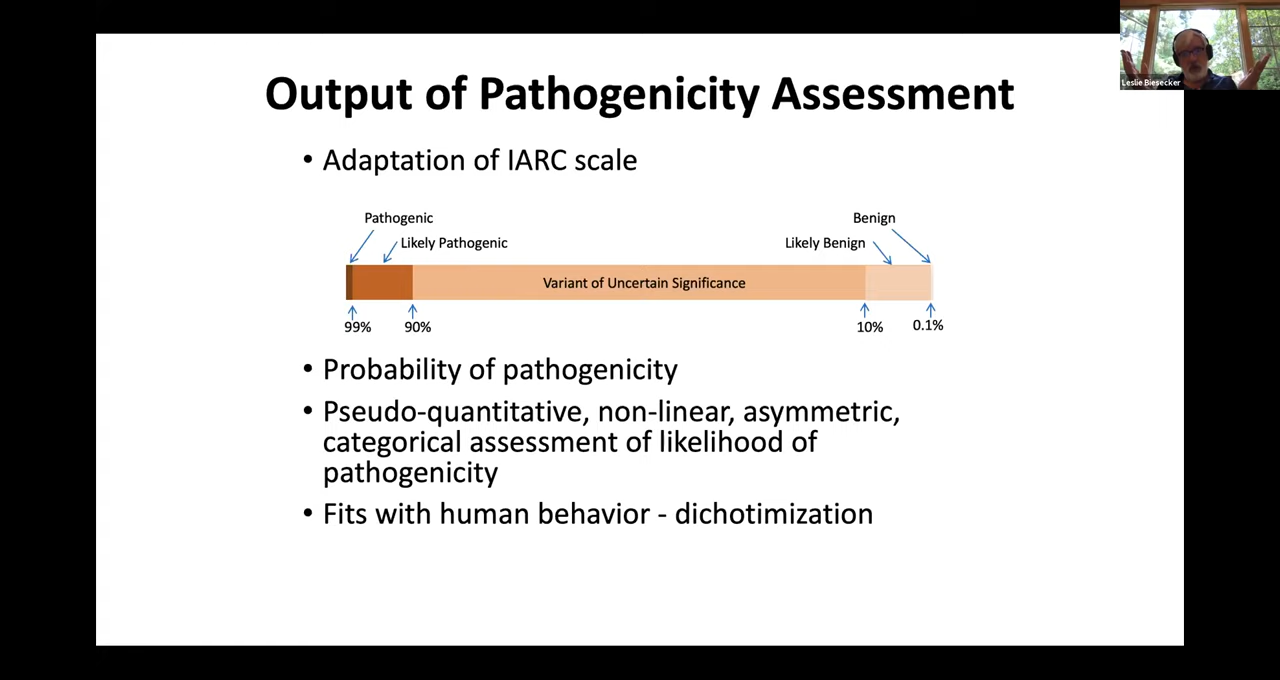 Output of Pathogenicity Assessment
Leslie Biesecker
• Adaptation of IARC scale
Pathogenic
Benign
Likely Pathogenic
Likely Benign
Variant of Uncertain Significance
99%
90%
10%
0.1%
• Probability of pathogenicity
• Pseudo-quantitative, non-linear, asymmetric,
categorical assessment of likelihood of
pathogenicity
• Fits with human behavior - dichotimization